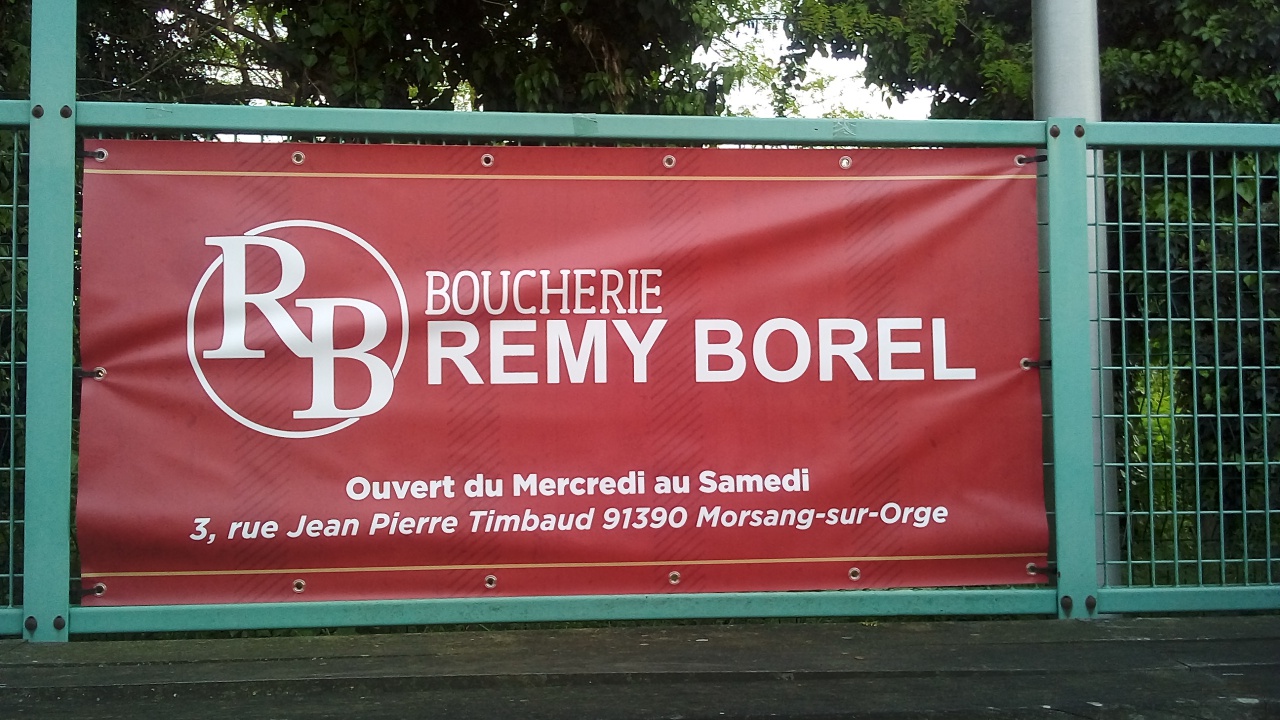 RB
BOUCHERIE
REMY BOREL
Ouvert du Mercredi au Samedi
3, rue Jean Pierre Timbaud 91390 Morsang-sur-Orge